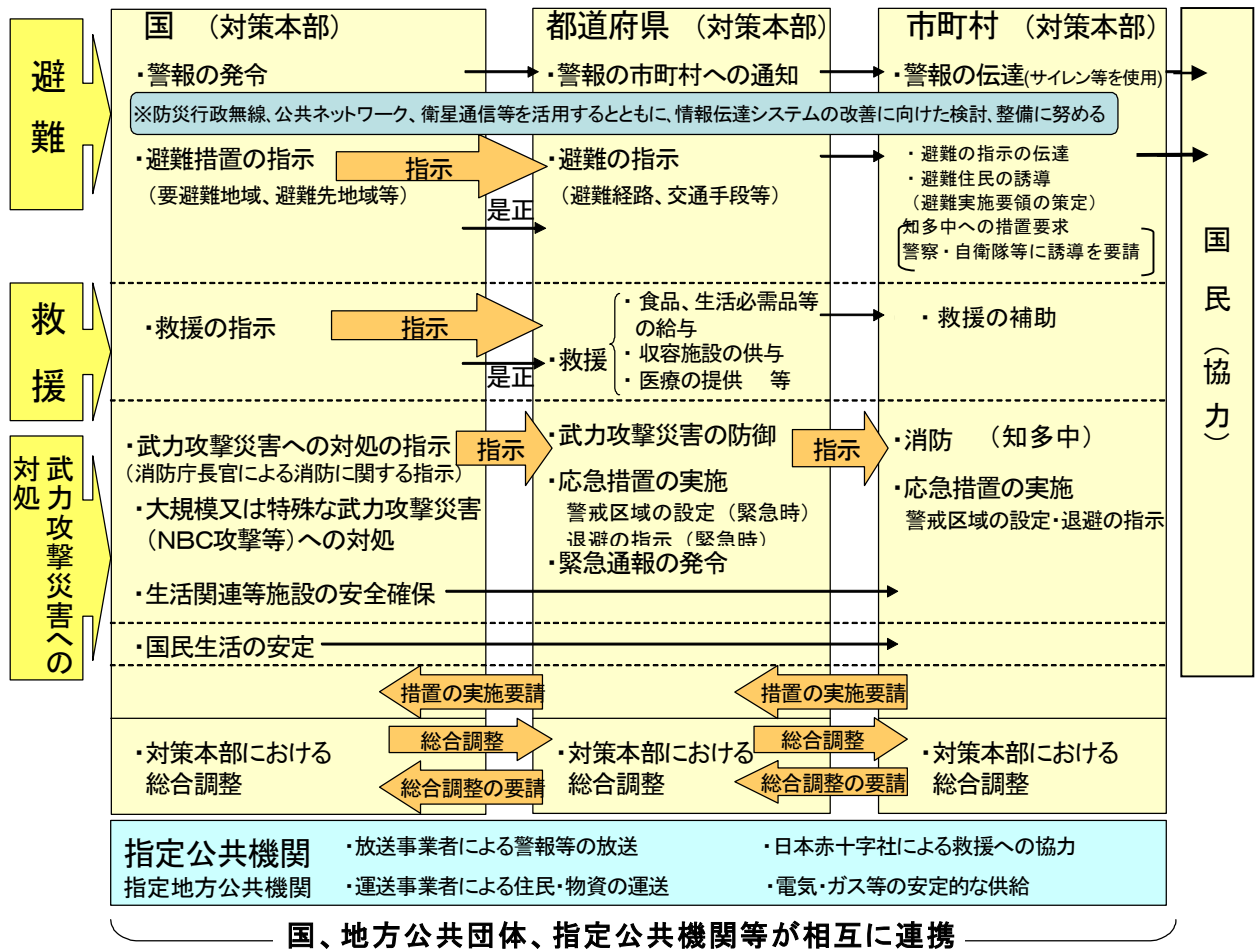 避難
国 (対策本部)
都道府県 (対策本部)
市町村 (対策本部)
・警報の発令
・警報の市町村への通知
・警報の伝達(サイレン等を使用)
※防災行政無線、公共ネットワーク、衛星通信等を活用するとともに、情報伝達システムの改善に向けた検討、整備に努める
・避難措置の指示
(要避難地域、避難先地域等)
指示
是正
・避難の指示
(避難経路、交通手段等)
・避難の指示の伝達
・避難住民の誘導
(避難実施要領の策定)
知多中への措置要求
警察・自衛隊等に誘導を要請
国民(協力)
救援
・救援の指示
指示
是正
・救援
・食品、生活必需品等
の給与
・収容施設の供与
・医療の提供 等
・救援の補助
武力攻撃災害への
対処
・武力攻撃災害への対処の指示
(消防庁長官による消防に関する指示)
・大規模又は特殊な武力攻撃災害
(NBC攻撃等)への対処
・生活関連等施設の安全確保
・国民生活の安定
指示
・武力攻撃災害の防御
・応急措置の実施
警戒区域の設定(緊急時)
退避の指示(緊急時)
・緊急通報の発令
指示
・消防 (知多中)
・応急措置の実施
警戒区域の設定・退避の指示
措置の実施要請
措置の実施要請
・対策本部における
総合調整
総合調整
総合調整の要請
・対策本部における
総合調整
総合調整
総合調整の要請
・対策本部における
総合調整
指定公共機関
指定地方公共機関
・放送事業者による警報等の放送
・日本赤十字社による救援への協力
・運送事業者による住民・物資の運送
・電気・ガス等の安定的な供給
国、地方公共団体、指定公共機関等が相互に連携